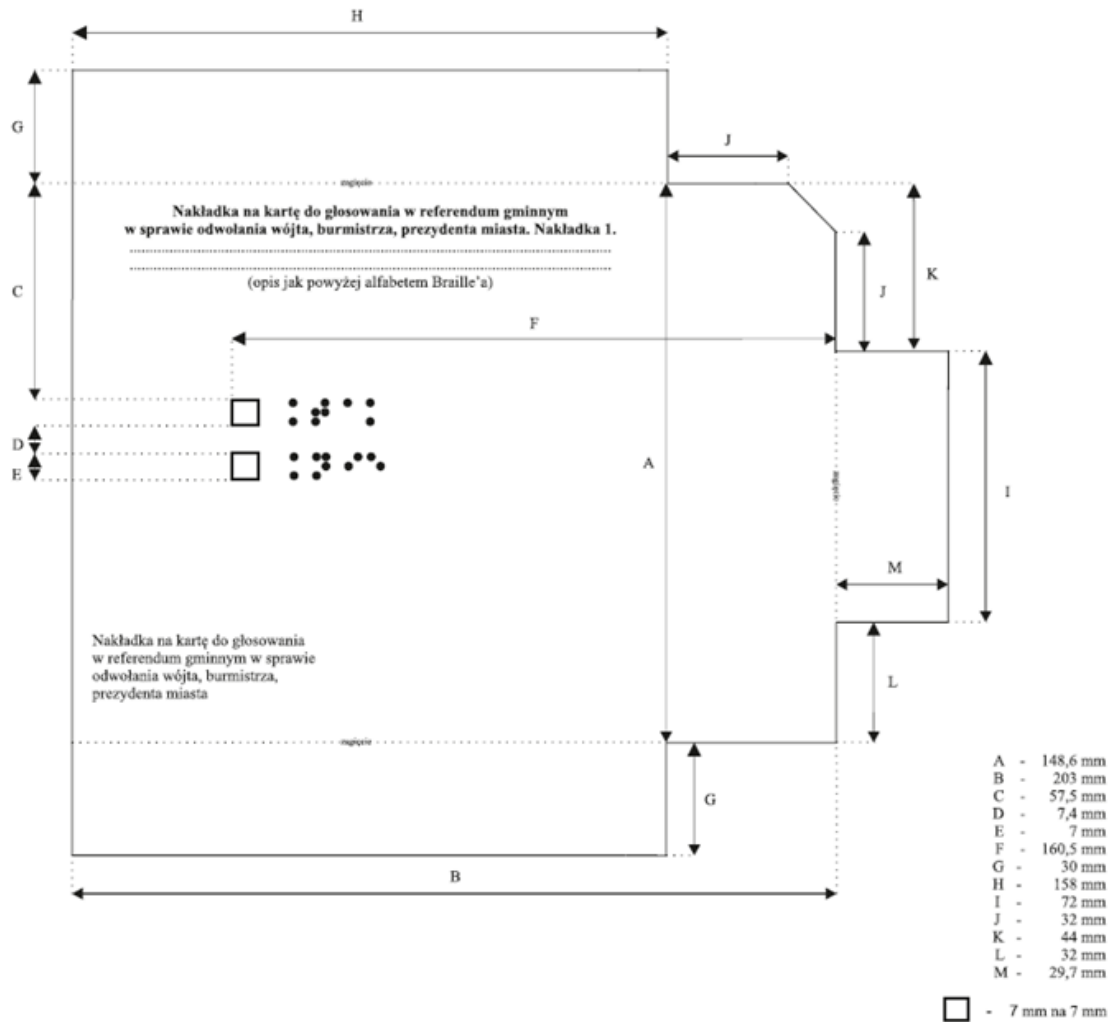 H
G
J
zagięcie
Nakładka na kartę do głosowania w referendum gminnym
w sprawie odwołania wójta, burmistrza, prezydenta miasta. Nakładka 1.
(opis jak powyżej alfabetem Braille’a)
K
J
C
F
D
E
A
zagięcie
I
M
Nakładka na kartę do głosowania
w referendum gminnym w sprawie
odwołania wójta, burmistrza,
prezydenta miasta
L
zagięcie
G
B
A - 148,6 mm
B - 203 mm
C - 57,5 mm
D - 7,4 mm
E - 7 mm
F - 160,5 mm
G - 30 mm
H - 158 mm
I - 72 mm
J - 32 mm
K - 44 mm
L - 32 mm
M - 29,7 mm
- 7 mm na 7 mm